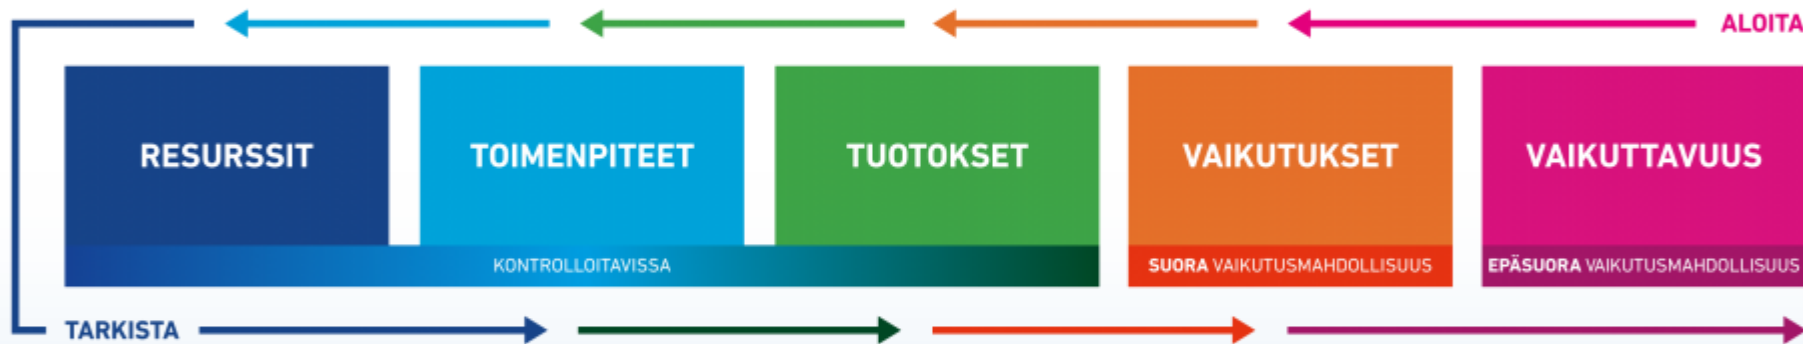 ALOITA
RESURSSIT
TOIMENPITEET
TUOTOKSET
VAIKUTUKSET
VAIKUTTAVUUS
KONTROLLOITAVISSA
SUORA VAIKUTUSMAHDOLLISUUS
EPÄSUORA VAIKUTUSMAHDOLLISUUS
TARKISTA